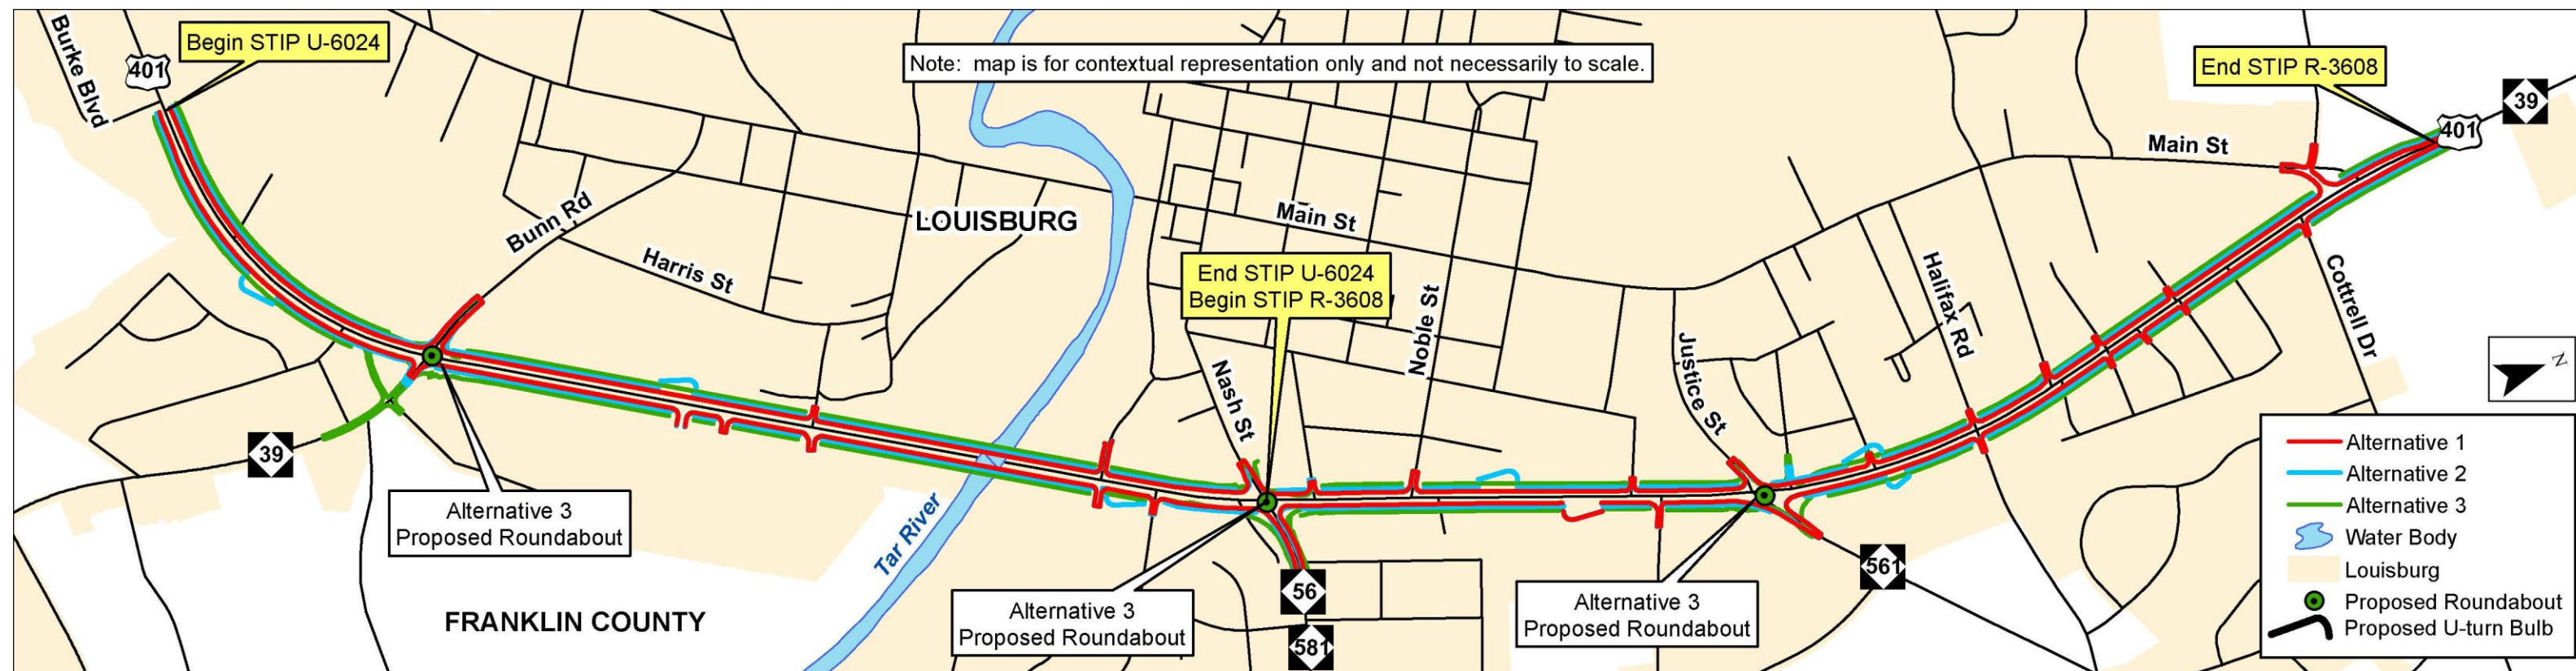 Burke Blvd
401
Begin STIP U-6024
Note:  map is for contextual representation only and not necessarily to scale.
End STIP R-3608
39
401
Main St
Bunn Rd
LOUISBURG
Harris St
Main St
End STIP U-6024
Begin STIP R-3608
Noble St
Nash St
Justice St
Halifax Rd
Cottrell Dr
N
39
Alternative 3
Proposed Roundabout
Tar River
FRANKLIN COUNTY
Alternative 3
Proposed Roundabout
56
581
Alternative 3
Proposed Roundabout
561
Alternative 1
Alternative 2
Alternative 3
Water Body
Louisburg
Proposed Roundabout
Proposed U-turn Bulb